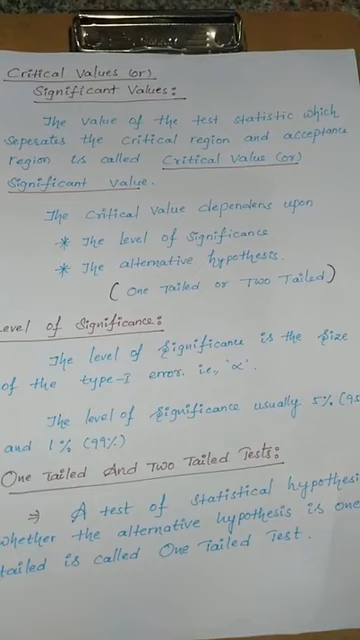 Critical Values (or)
Significant Values:
The value of the test statistic which
seperates the critical region and acceptance
region is called Critical Value (or)
Significant value.
The Critical value dependens upon
* The level of significance
* The alternative hypothesis.
(One Tailed or Two Tailed)
evel of Significance:
The level of significance is the size
of the type-I error. i.e., 'α'.
The level of significance usually 5% (95
and 1% (99%)
One Tailed And Two Tailed Tests:
⇒ A test of statistical hypothesi
whether the alternative hypothesis is one
tailed is called One Tailed Test.